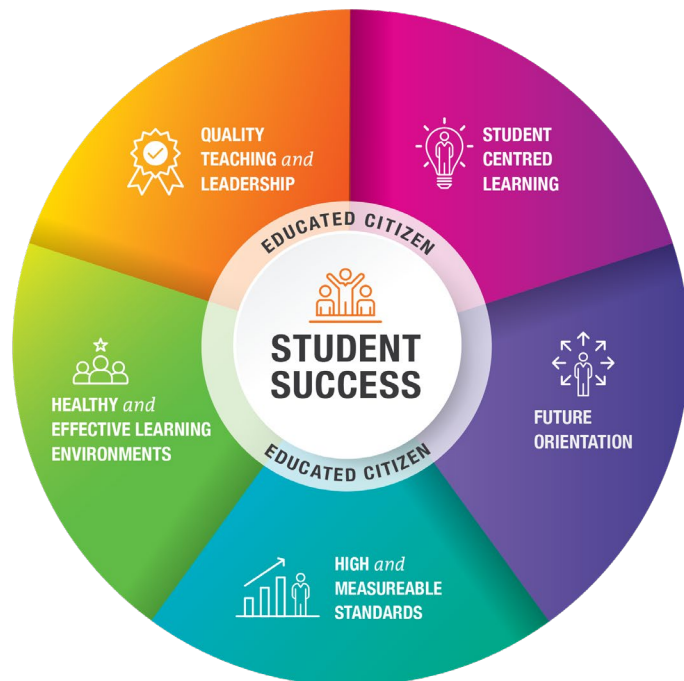 QUALITY
TEACHING and
LEADERSHIP
STUDENT
CENTRED
LEARNING
EDUCATED CITIZEN
STUDENT
SUCCESS
EDUCATED CITIZEN
HEALTHY and
EFFECTIVE LEARNING
ENVIRONMENTS
FUTURE
ORIENTATION
HIGH and
MEASUREABLE
STANDARDS